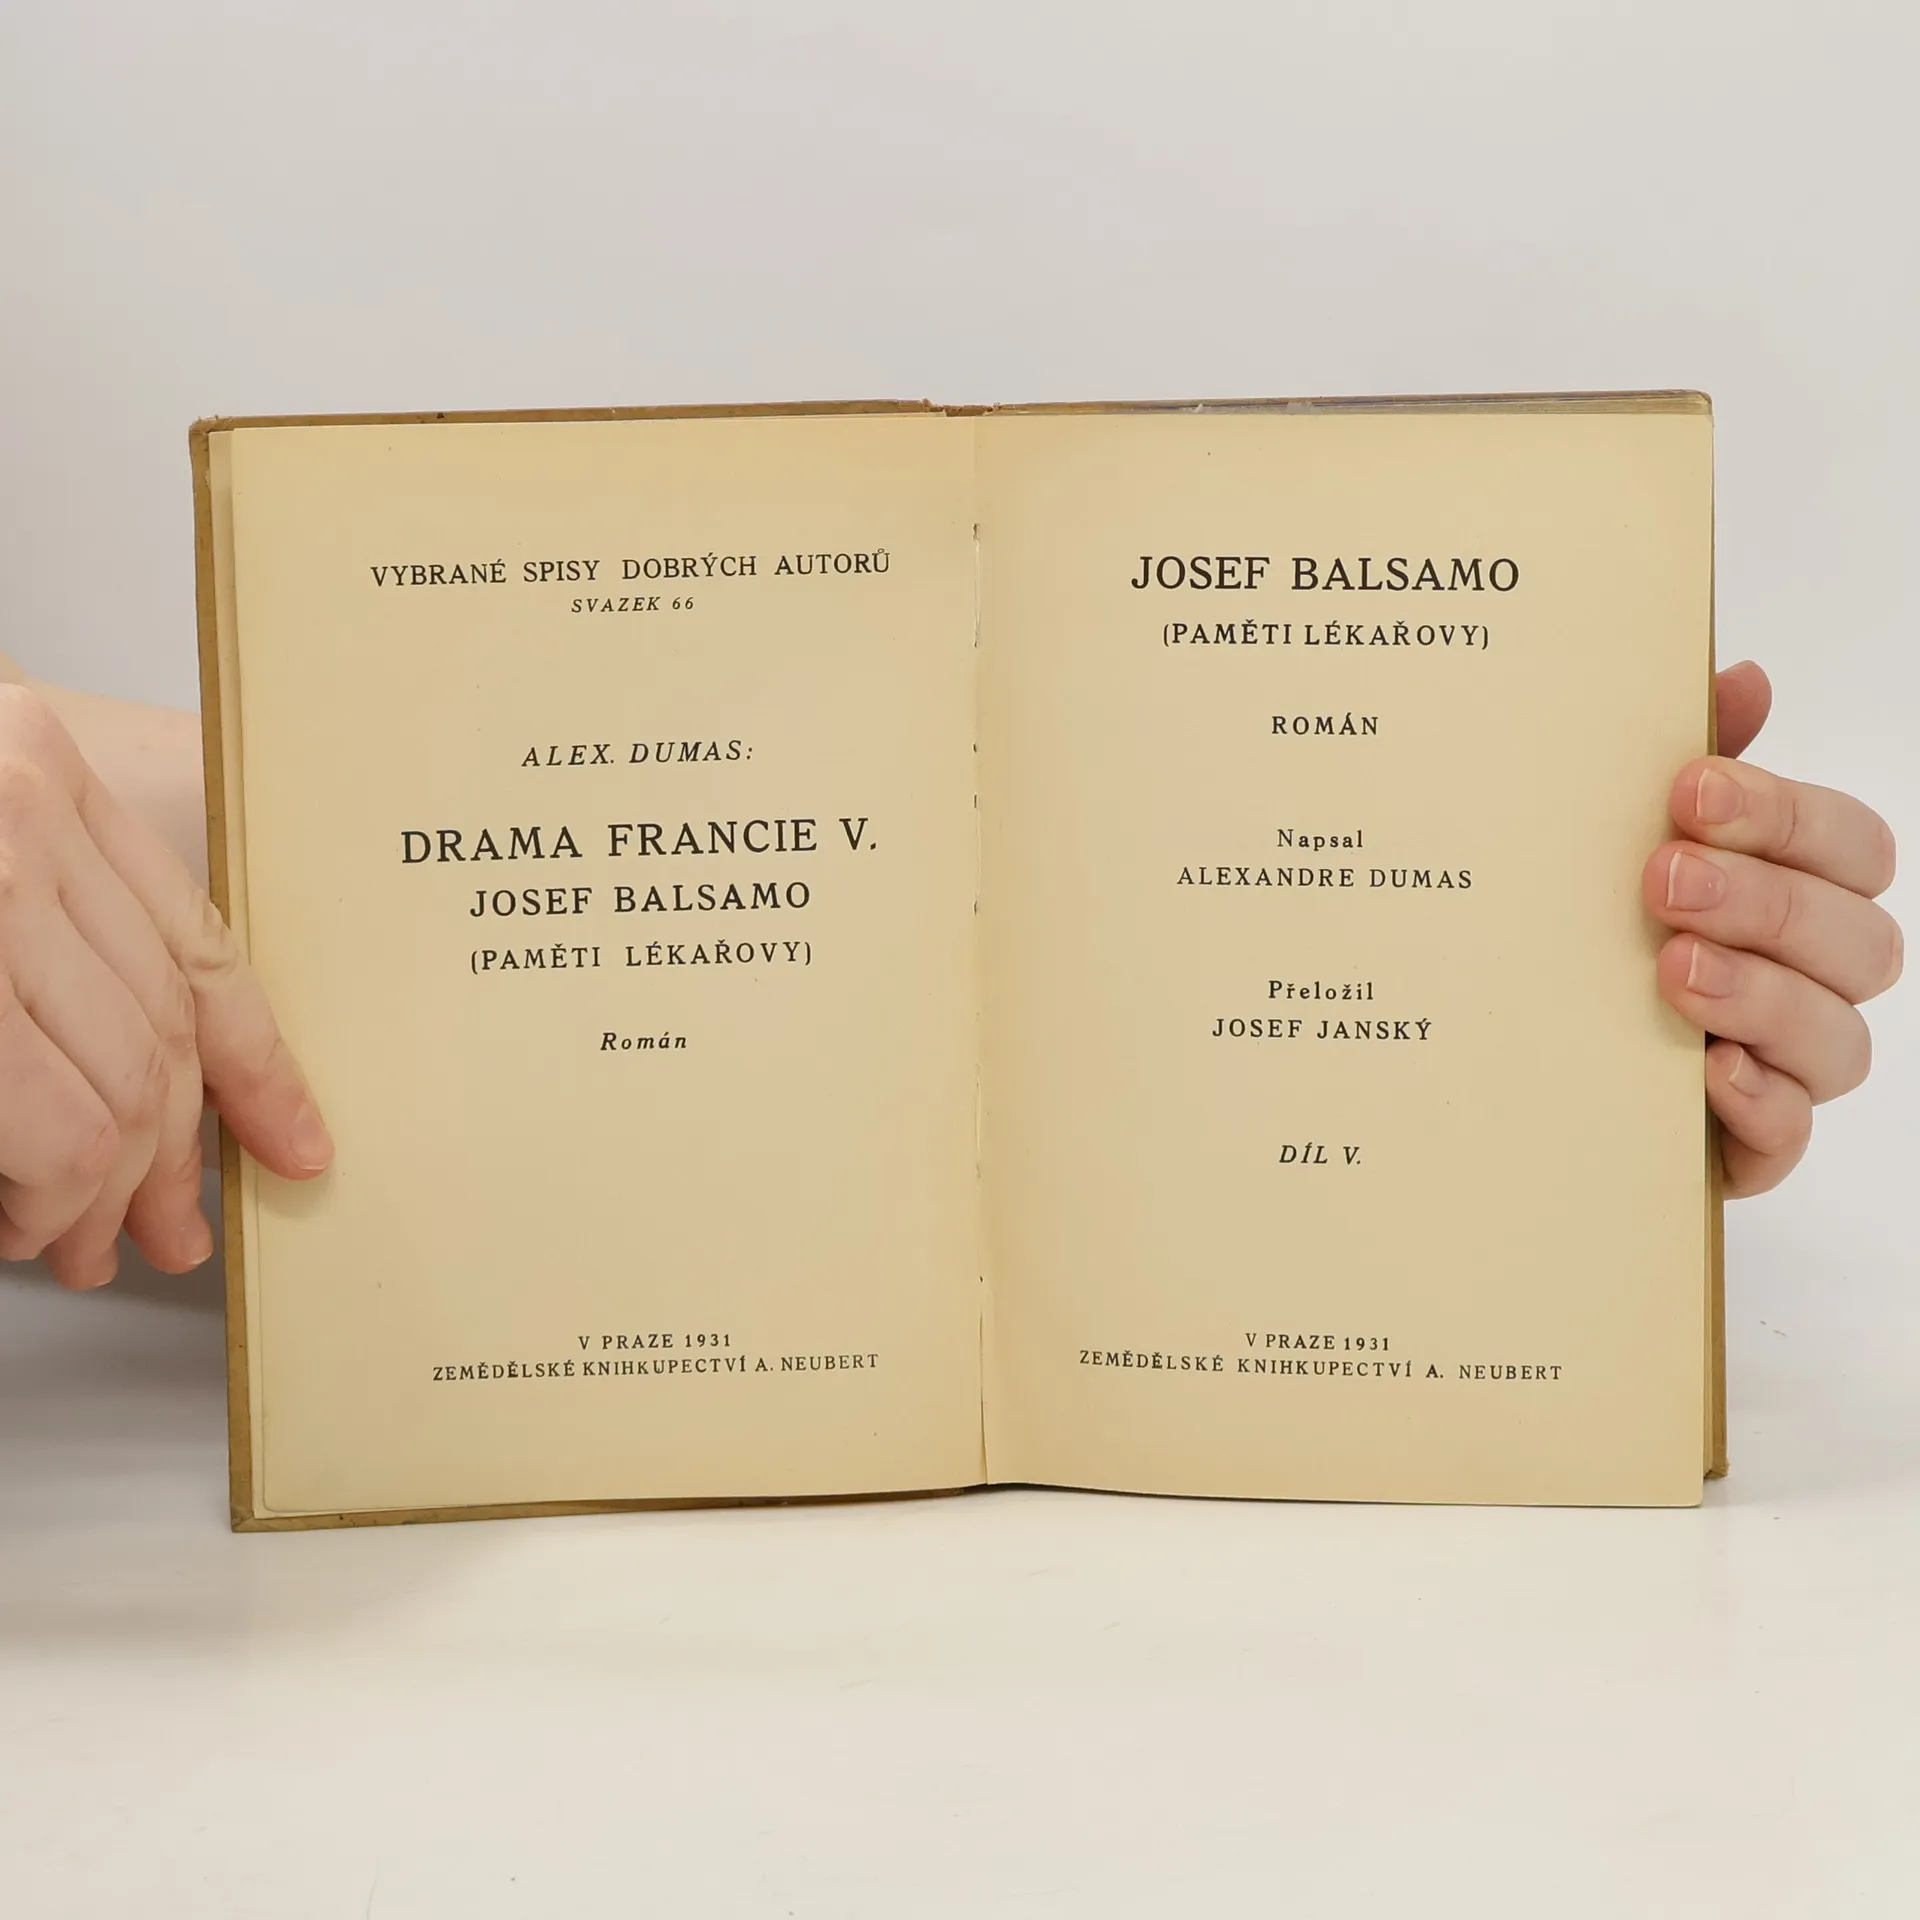 VYBRANÉ SPISY DOBRÝCH AUTORŮ
SVAZEK 66
ALEX. DUMAS:
DRAMA FRANCIE V.
JOSEF BALSAMO
(PAMĚTI LÉKAŘOVY)
Román
V PRAZE 1931
ZEMĚDĚLSKÉ KNIHKUPECTVÍ A. NEUBERT
JOSEF BALSAMO
(PAMĚTI LÉKAŘOVY)
ROMÁN
Napsal
ALEXANDRE DUMAS
Přeložil
JOSEF JANSKÝ
DÍL V.
V PRAZE 1931
ZEMĚDĚLSKÉ KNIHKUPECTVÍ A. NEUBERT